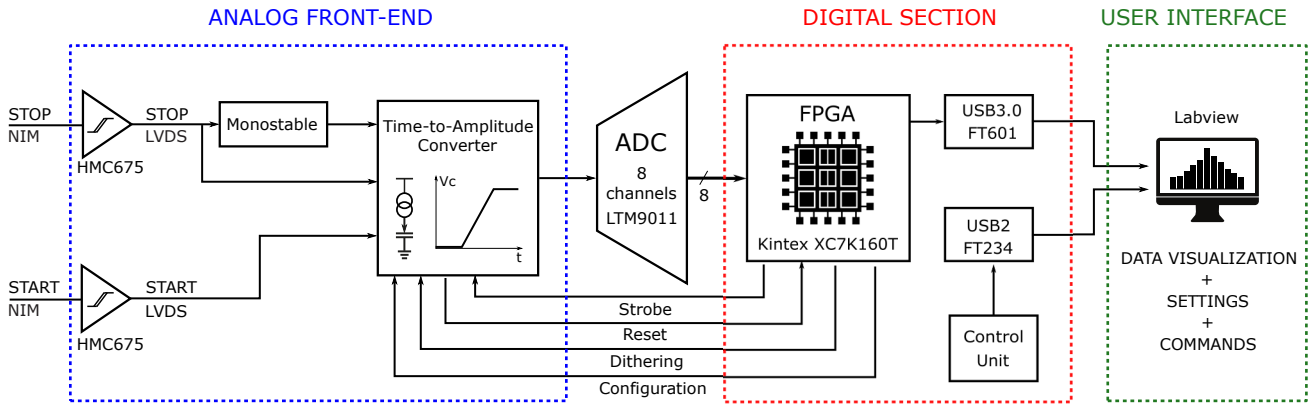 ANALOG FRONT-END
DIGITAL SECTION
USER INTERFACE
STOP
NIM
HMC675
STOP
LVDS
Monostable
START
NIM
HMC675
START
LVDS
Time-to-Amplitude
Converter
Vc
t
ADC
8
channels
LTM9011
8
FPGA
Kintex XC7K160T
Strobe
Reset
Dithering
Configuration
USB3.0
FT601
USB2
FT234
Control
Unit
Labview
DATA VISUALIZATION
+
SETTINGS
+
COMMANDS